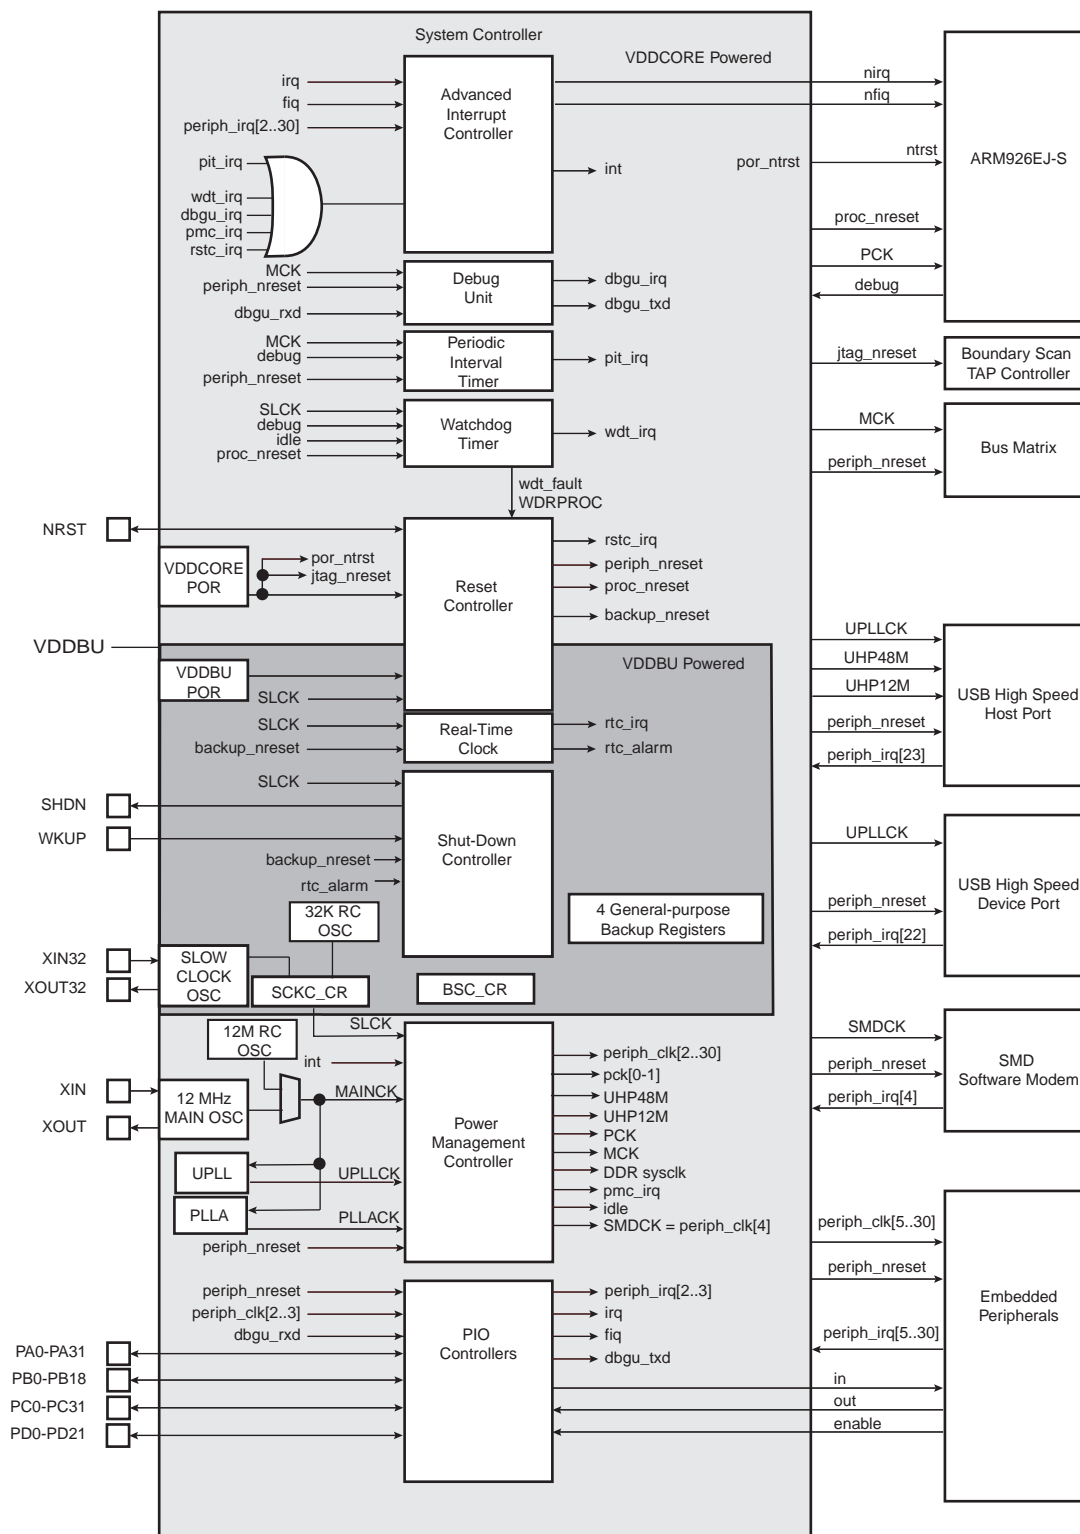 System Controller
VDDCORE Powered
irq
fiq
periph_irq[2..30]
Advanced
Interrupt
Controller
nirq
nfiq
int
por_ntrst
ntrst
ARM926EJ-S
pit_irq
wdt_irq
dbgu_irq
pmc_irq
rstc_irq
proc_nreset
PCK
debug
MCK
periph_nreset
dbgu_rxd
Debug
Unit
dbgu_irq
dbgu_txd
MCK
debug
periph_nreset
Periodic
Interval
Timer
pit_irq
jtag_nreset
Boundary Scan
TAP Controller
SLCK
debug
idle
proc_nreset
Watchdog
Timer
wdt_irq
MCK
periph_nreset
Bus Matrix
wdt_fault
WDRPROC
NRST
VDDCORE
POR
por_ntrst
jtag_nreset
Reset
Controller
rstc_irq
periph_nreset
proc_nreset
backup_nreset
VDDBU
VDDBU Powered
VDDBU
POR
SLCK
UPLLCK
UHP48M
UHP12M
periph_nreset
periph_irq[23]
USB High Speed
Host Port
SLCK
backup_nreset
Real-Time
Clock
rtc_irq
rtc_alarm
SLCK
SHDN
WKUP
backup_nreset
rtc_alarm
Shut-Down
Controller
UPLLCK
periph_nreset
periph_irq[22]
USB High Speed
Device Port
32K RC
OSC
4 General-purpose
Backup Registers
XIN32
XOUT32
SLOW
CLOCK
OSC
SCKC_CR
BSC_CR
SLCK
12M RC
OSC
int
XIN
XOUT
12 MHz
MAIN OSC
MAINCK
UPLL
UPLLCK
PLLA
PLLACK
periph_nreset
Power
Management
Controller
periph_clk[2..30]
pck[0-1]
UHP48M
UHP12M
PCK
MCK
DDR sysclk
pmc_irq
idle
SMDCK = periph_clk[4]
SMDCK
periph_nreset
periph_irq[4]
SMD
Software Modem
periph_nreset
periph_clk[2..3]
dbgu_rxd
PA0-PA31
PB0-PB18
PC0-PC31
PD0-PD21
PIO
Controllers
periph_irq[2..3]
irq
fiq
dbgu_txd
periph_clk[5..30]
periph_nreset
periph_irq[5..30]
in
out
enable
Embedded
Peripherals